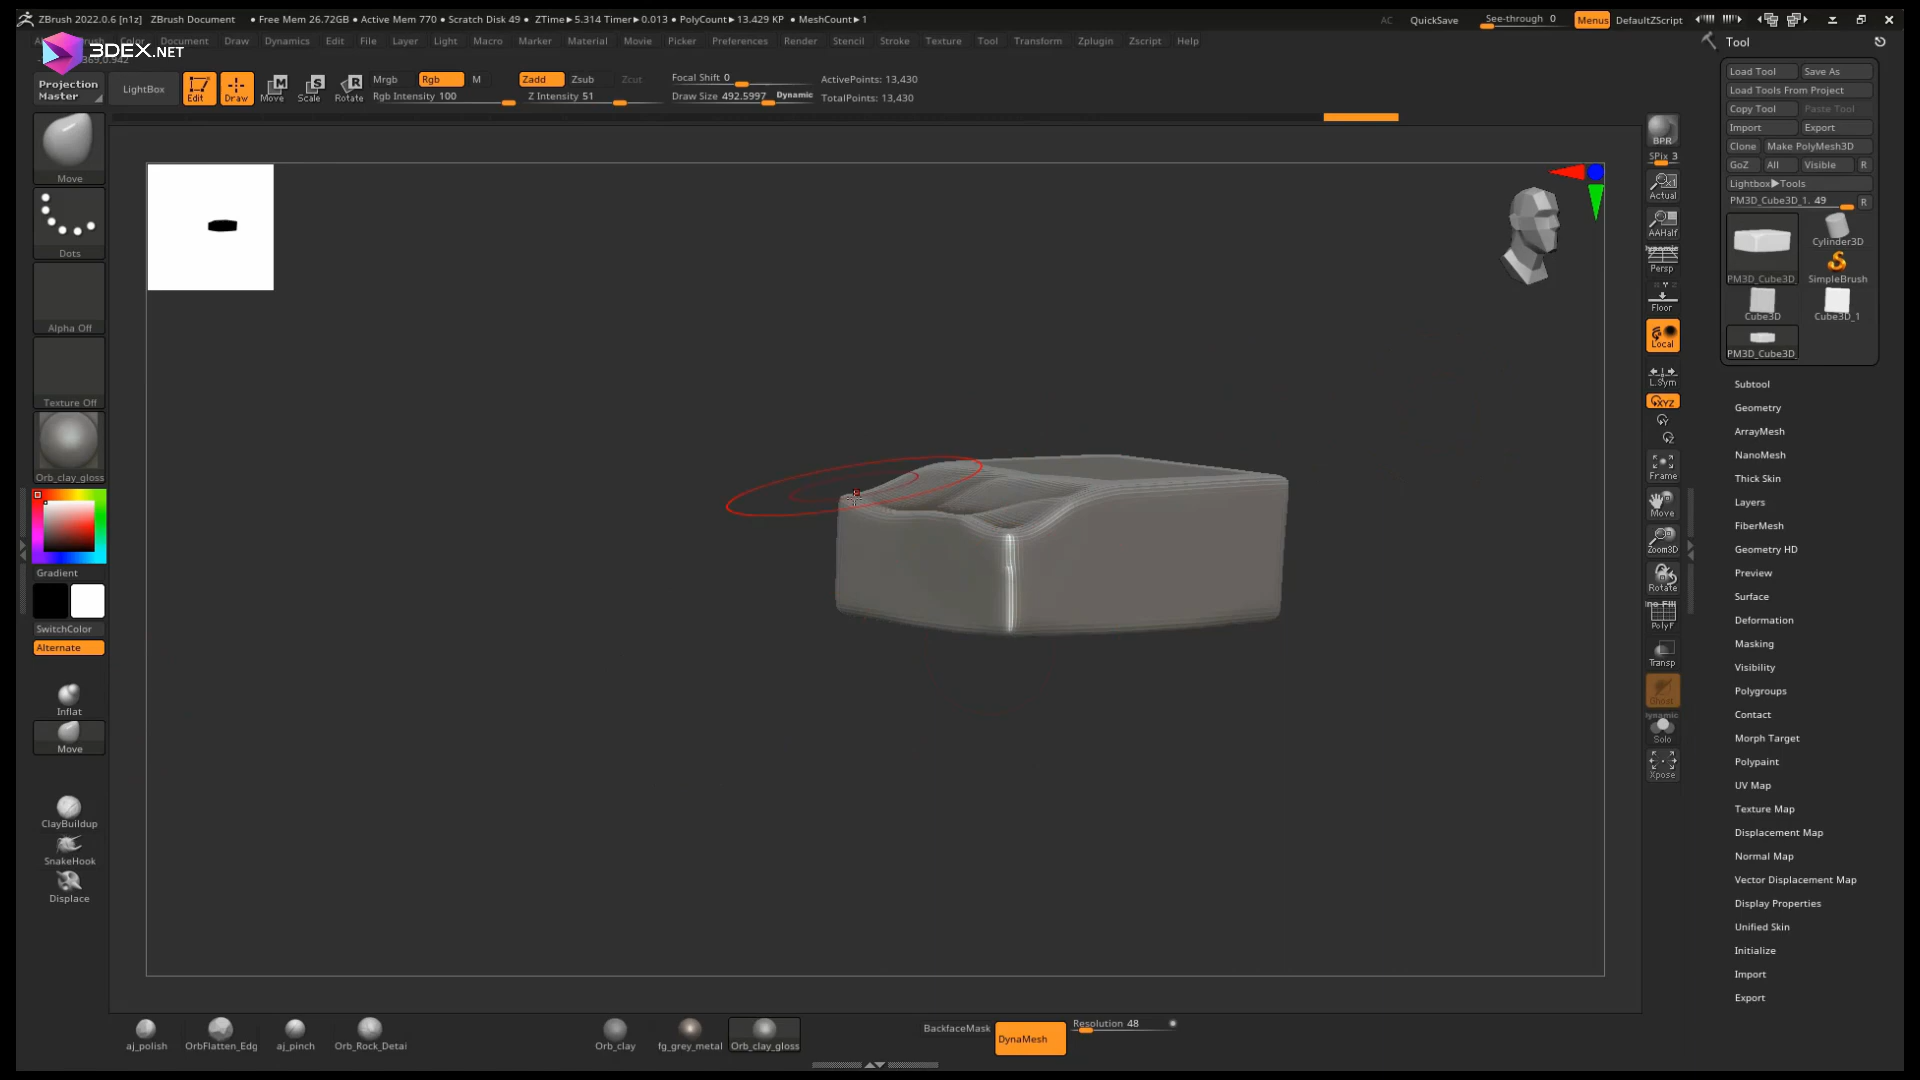 ZBrush 2022.0.6 [n1z] ZBrush Document • Free Mem 26.72GB • Active Mem 770 • Scratch Disk 49 • ZTime▶5.314 Timer▶0.013 • PolyCount▶13.429 KP • MeshCount▶1
AC QuickSave See-through 0 Menus DefaultZScript
3DEX.NET
Document Draw Dynamics Edit File Layer Light Macro Marker Material Movie Picker Preferences Render Stencil Stroke Texture Tool Transform Zplugin Zscript Help
Tool
Projection Master
LightBox
Edit
Draw
Move
Scale
Rotate
Mrgb Rgb M
Rgb Intensity 100
Zadd Zsub Zcut
Z Intensity 51
Focal Shift 0
Draw Size 492.5997 Dynamic
ActivePoints: 13,430
TotalPoints: 13,430
Move
Dots
Alpha Off
Texture Off
Orb_clay_gloss
Gradient
SwitchColor
Alternate
Inflat
Move
ClayBuildup
SnakeHook
Displace
BPR
SPix 3
Actual
AAHalf
Dynamic
Persp
Floor
Local
L.Sym
XYZ
Frame
Move
Zoom3D
Rotate
PolyF
Transp
Ghost
Dynamic
Solo
Xpose
Load Tool Save As
Load Tools From Project
Copy Tool Paste Tool
Import Export
Clone Make PolyMesh3D
GoZ All Visible R
Lightbox▶Tools
PM3D_Cube3D_1. 49 R
PM3D_Cube3D_
Cylinder3D
SimpleBrush
Cube3D
Cube3D_1
PM3D_Cube3D_
Subtool
Geometry
ArrayMesh
NanoMesh
Thick Skin
Layers
FiberMesh
Geometry HD
Preview
Surface
Deformation
Masking
Visibility
Polygroups
Contact
Morph Target
Polypaint
UV Map
Texture Map
Displacement Map
Normal Map
Vector Displacement Map
Display Properties
Unified Skin
Initialize
Import
Export
aj_polish
OrbFlatten_Edg
aj_pinch
Orb_Rock_Detai
Orb_clay
fg_grey_metal
Orb_clay_gloss
BackfaceMask
DynaMesh
Resolution 48